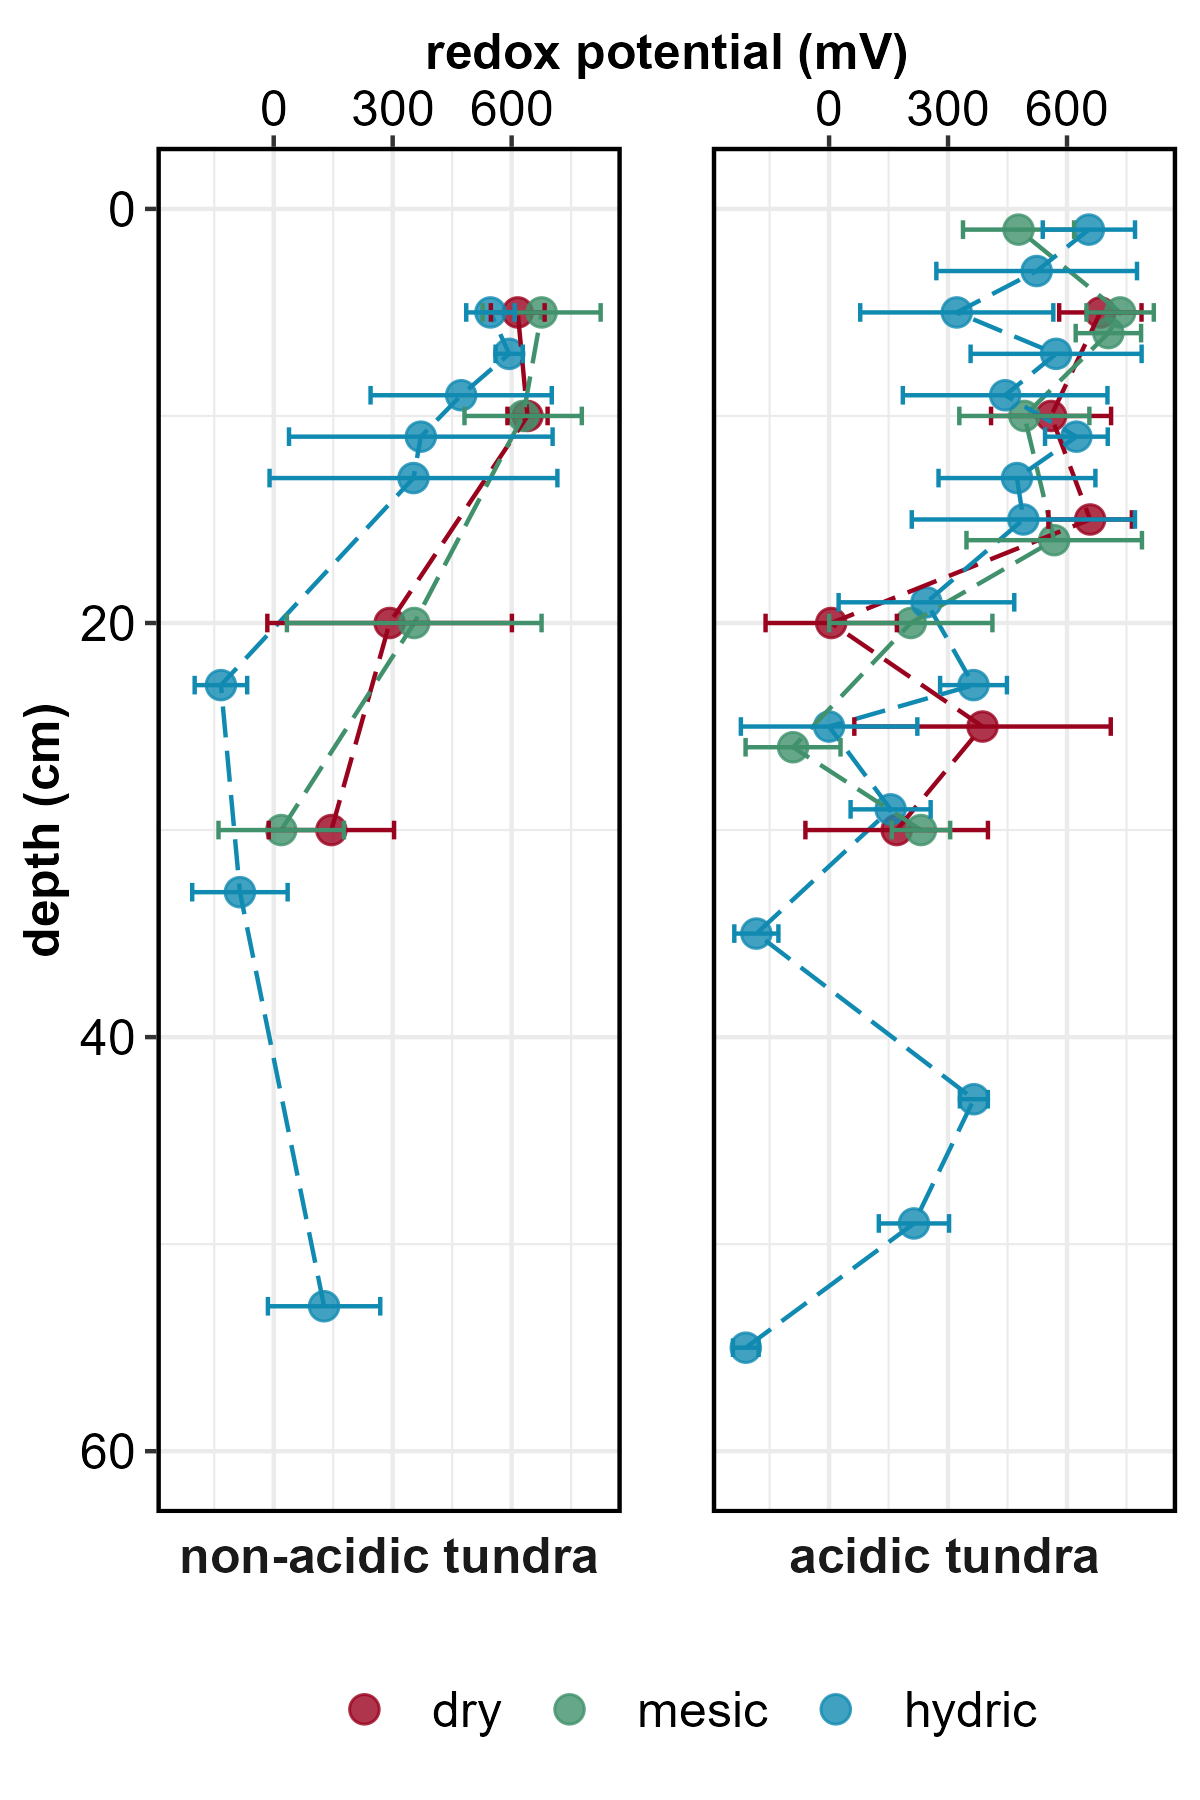 redox potential (mV)
0 300 600 0 300 600
0
20
40
60
depth (cm)
non-acidic tundra acidic tundra
dry mesic hydric